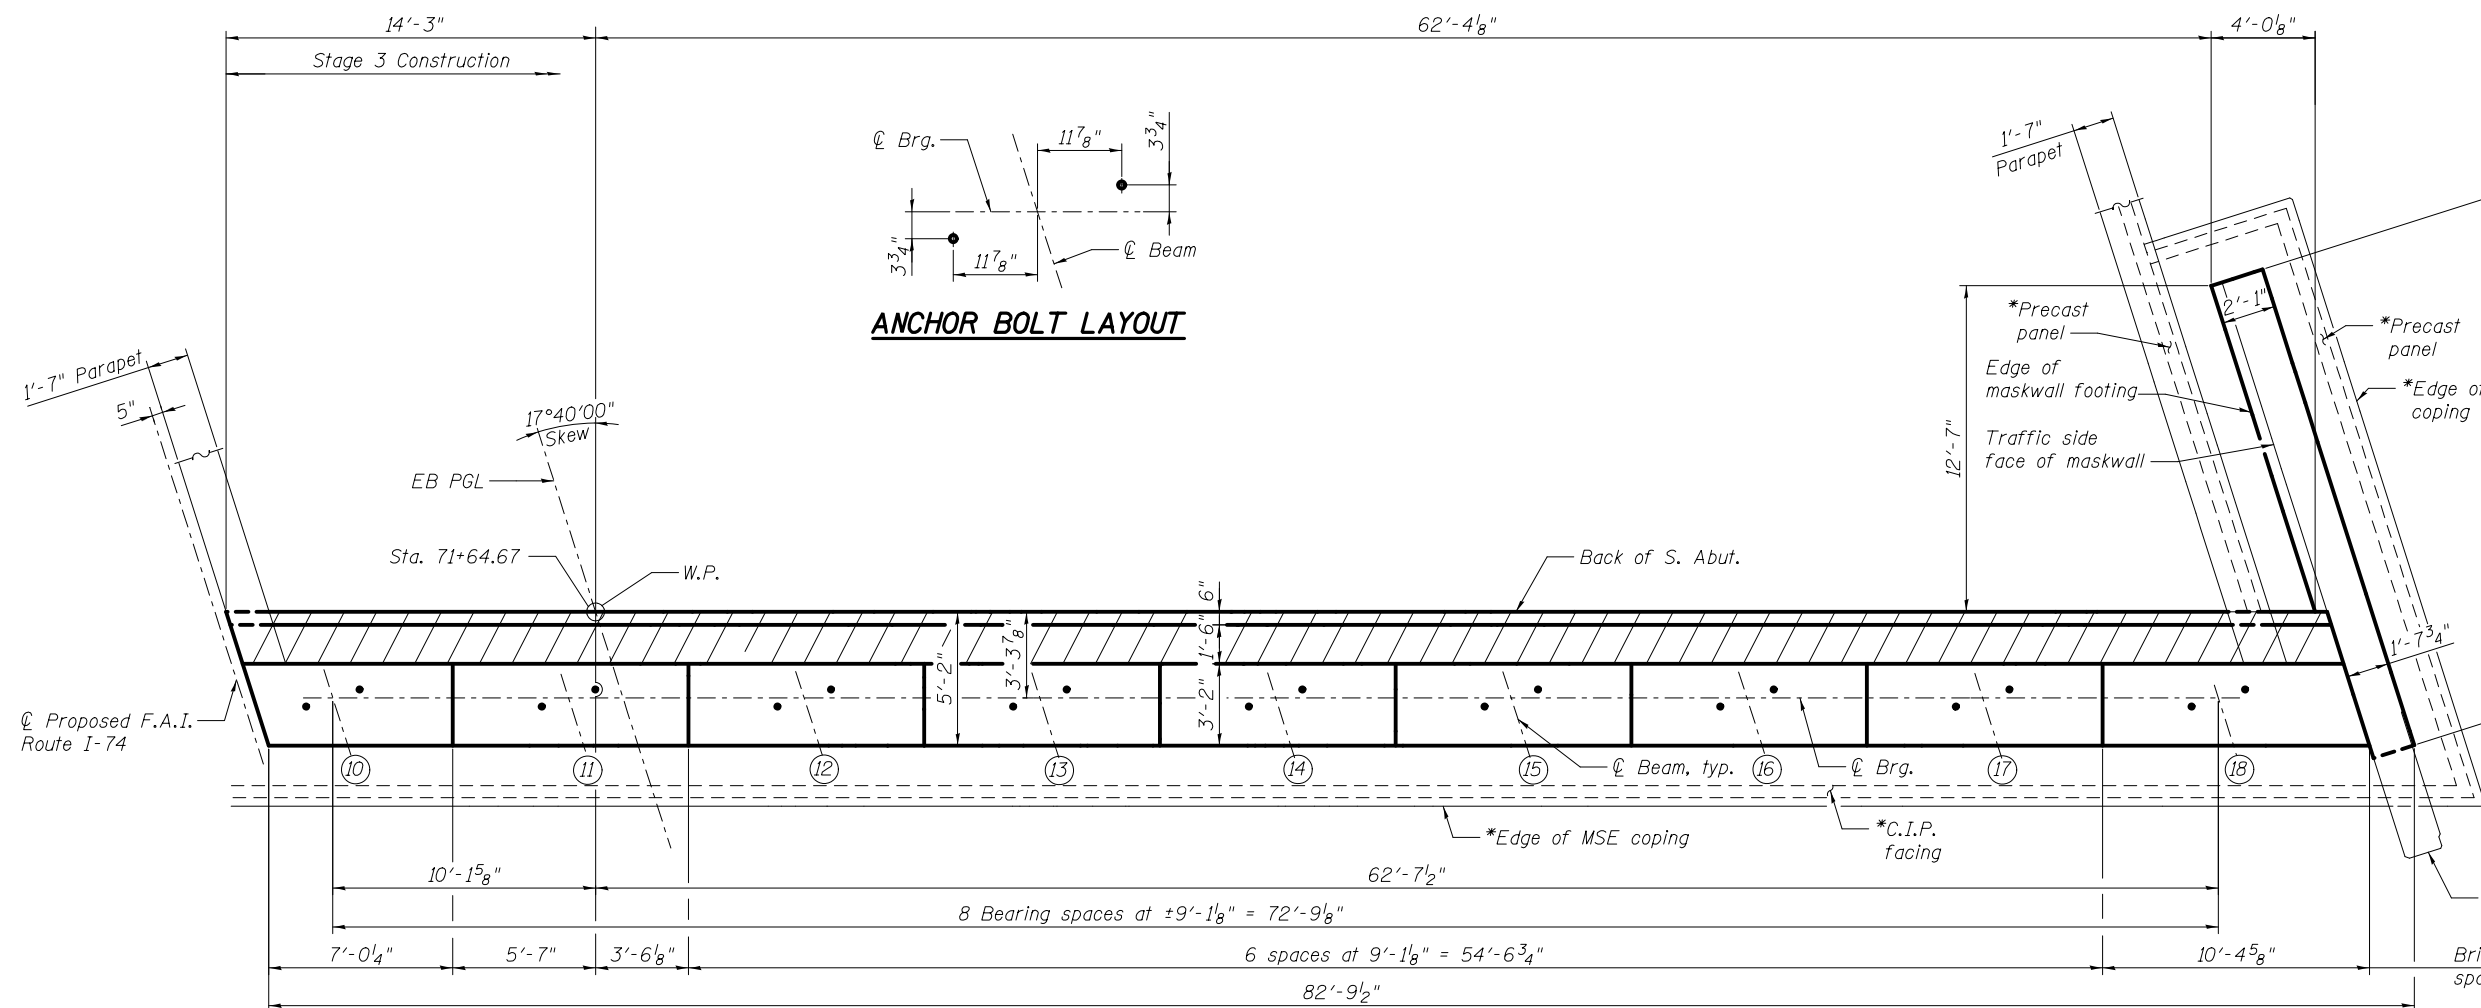 14'-3"
62'-4⅛"
4'-0⅛"
Stage 3 Construction
℄ Brg.
11⅞"
3¾"
3¾"
11⅞"
℄ Beam
ANCHOR BOLT LAYOUT
1'-7"
Parapet
2'-1"
*Precast
panel
Edge of
maskwall footing
Traffic side
face of maskwall
*Precast
panel
*Edge of
coping
12'-7"
1'-7" Parapet
5"
17°40'00"
Skew
EB PGL
Sta. 71+64.67
W.P.
Back of S. Abut.
6"
1'-6"
3'-2"
5'-2"
3'-3⅞"
1'-7¾"
℄ Proposed F.A.I.
Route I-74
10
11
12
13
14
15
℄ Beam, typ.
16
℄ Brg.
17
18
*Edge of MSE coping
*C.I.P.
facing
10'-1⅝"
62'-7½"
8 Bearing spaces at ±9'-1⅛" = 72'-9⅛"
7'-0¼"
5'-7"
3'-6⅛"
6 spaces at 9'-1⅛" = 54'-6¾"
10'-4⅝"
82'-9½"